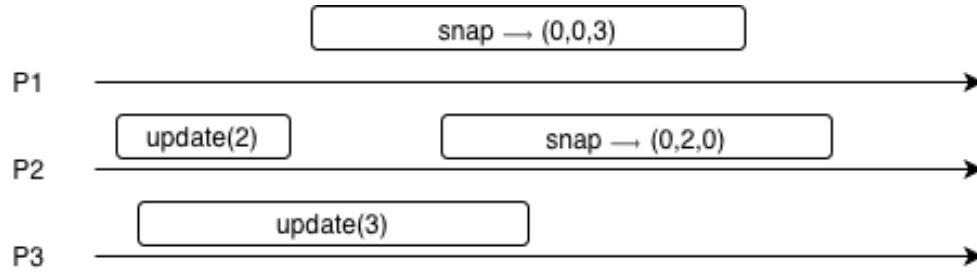 snap → (0,0,3)
P1
update(2)
snap → (0,2,0)
P2
update(3)
P3